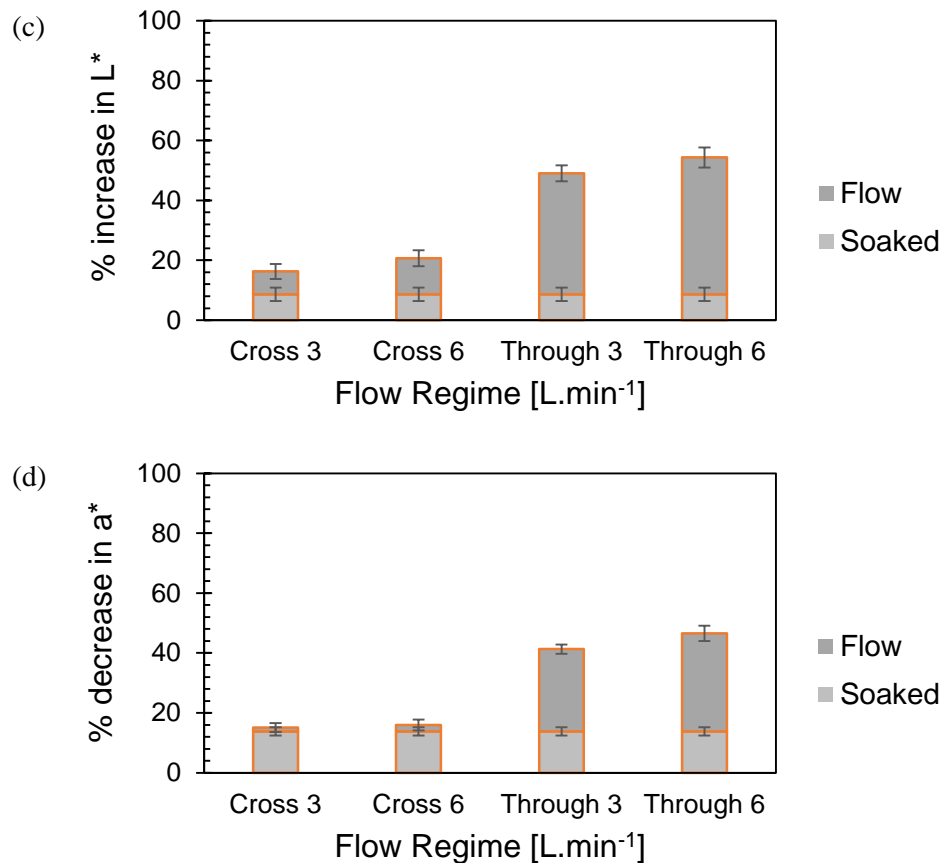 (c)
% increase in L*
100
80
60
40
20
0
Cross 3 Cross 6 Through 3 Through 6
Flow Regime [L.min⁻¹]
Flow
Soaked
(d)
% decrease in a*
100
80
60
40
20
0
Cross 3 Cross 6 Through 3 Through 6
Flow Regime [L.min⁻¹]
Flow
Soaked